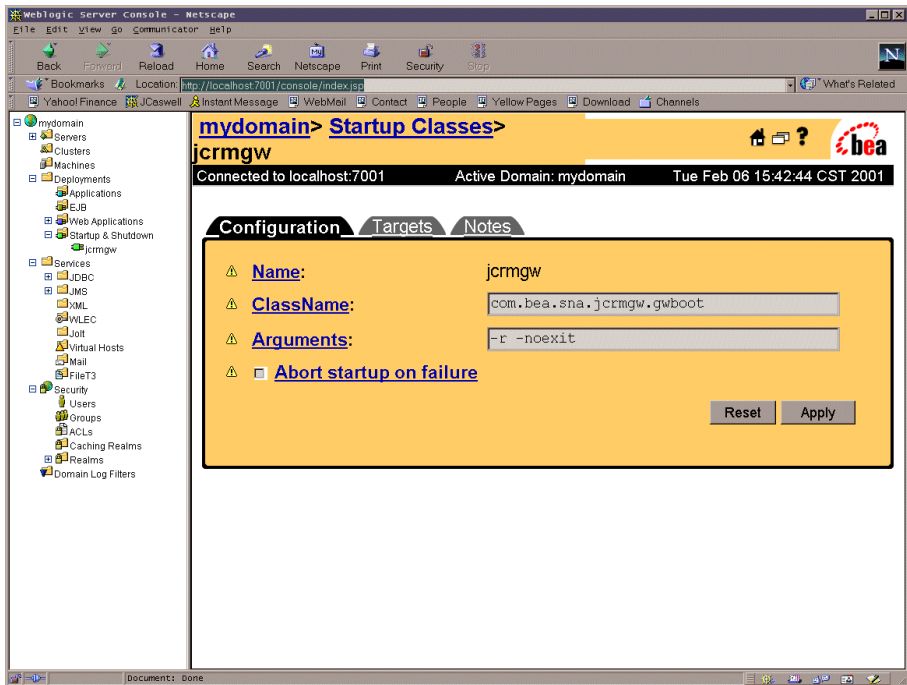 Weblogic Server Console - Netscape
File Edit View Go Communicator Help
Back Forward Reload Home Search Netscape Print Security Stop
My
N
Bookmarks Location: http://localhost:7001/console/index.jsp What's Related
Yahoo! Finance JCaswell Instant Message WebMail Contact People Yellow Pages Download Channels
mydomain
Servers
Clusters
Machines
Deployments
Applications
EJB
Web Applications
Startup & Shutdown
jcrmgw
Services
JDBC
JMS
XML
WLEC
Jolt
Virtual Hosts
Mail
FileT3
Security
Users
Groups
ACLs
Caching Realms
Realms
Domain Log Filters
mydomain> Startup Classes>
jcrmgw
?
bea
Connected to localhost:7001 Active Domain: mydomain Tue Feb 06 15:42:44 CST 2001
Configuration Targets Notes
Name: jcrmgw
ClassName: com.bea.sna.jcrmgw.gwboot
Arguments: -r -noexit
Abort startup on failure
Reset Apply
Document: Done